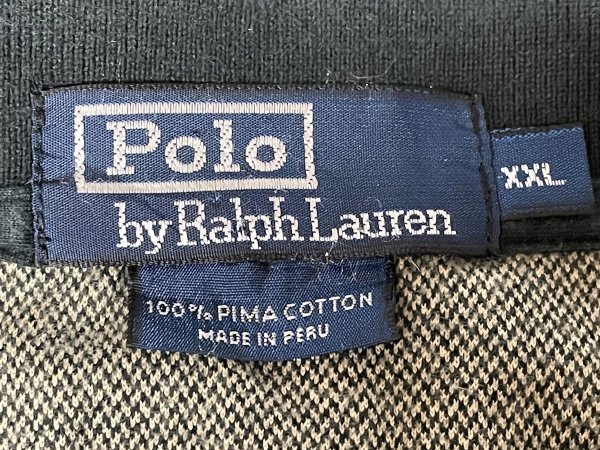 Polo
by Ralph Lauren
XXL
100% PIMA COTTON
MADE IN PERU